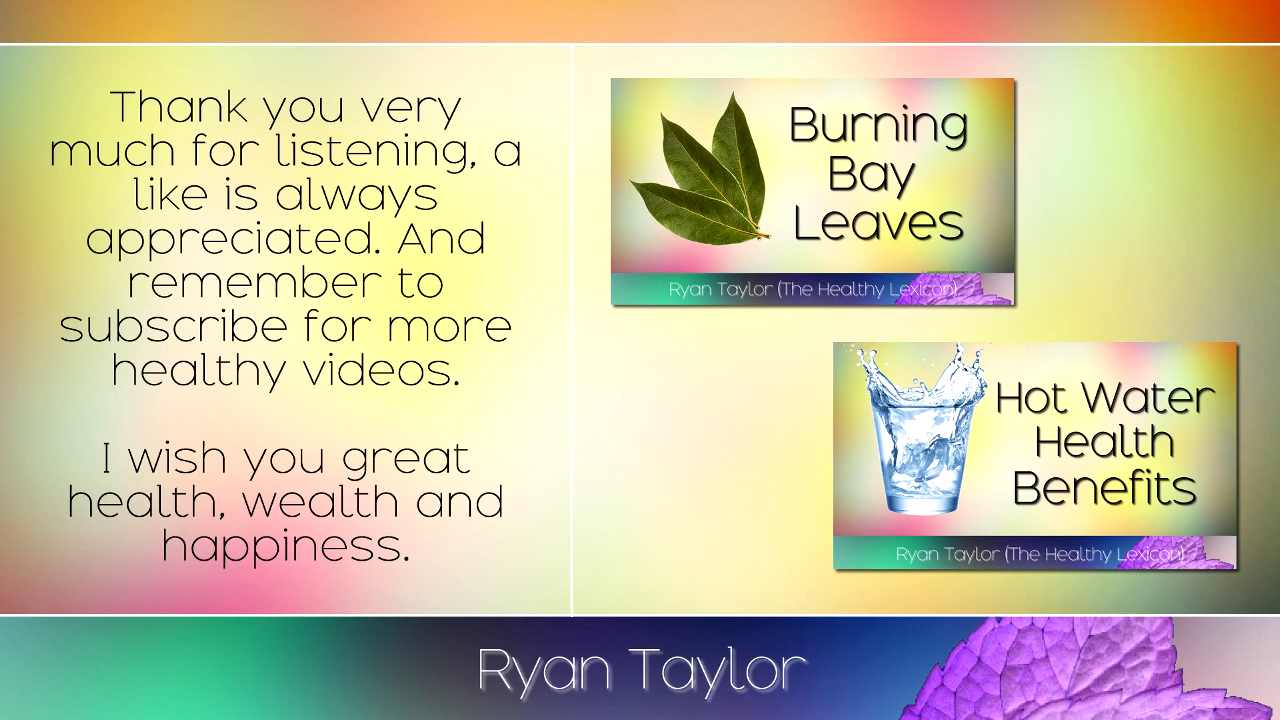 Thank you very
much for listening, a
like is always
appreciated. And
remember to
subscribe for more
healthy videos.
I wish you great
health, wealth and
happiness.
Burning
Bay
Leaves
Ryan Taylor (The Healthy Lexicon)
Hot Water
Health
Benefits
Ryan Taylor (The Healthy Lexicon)
Ryan Taylor